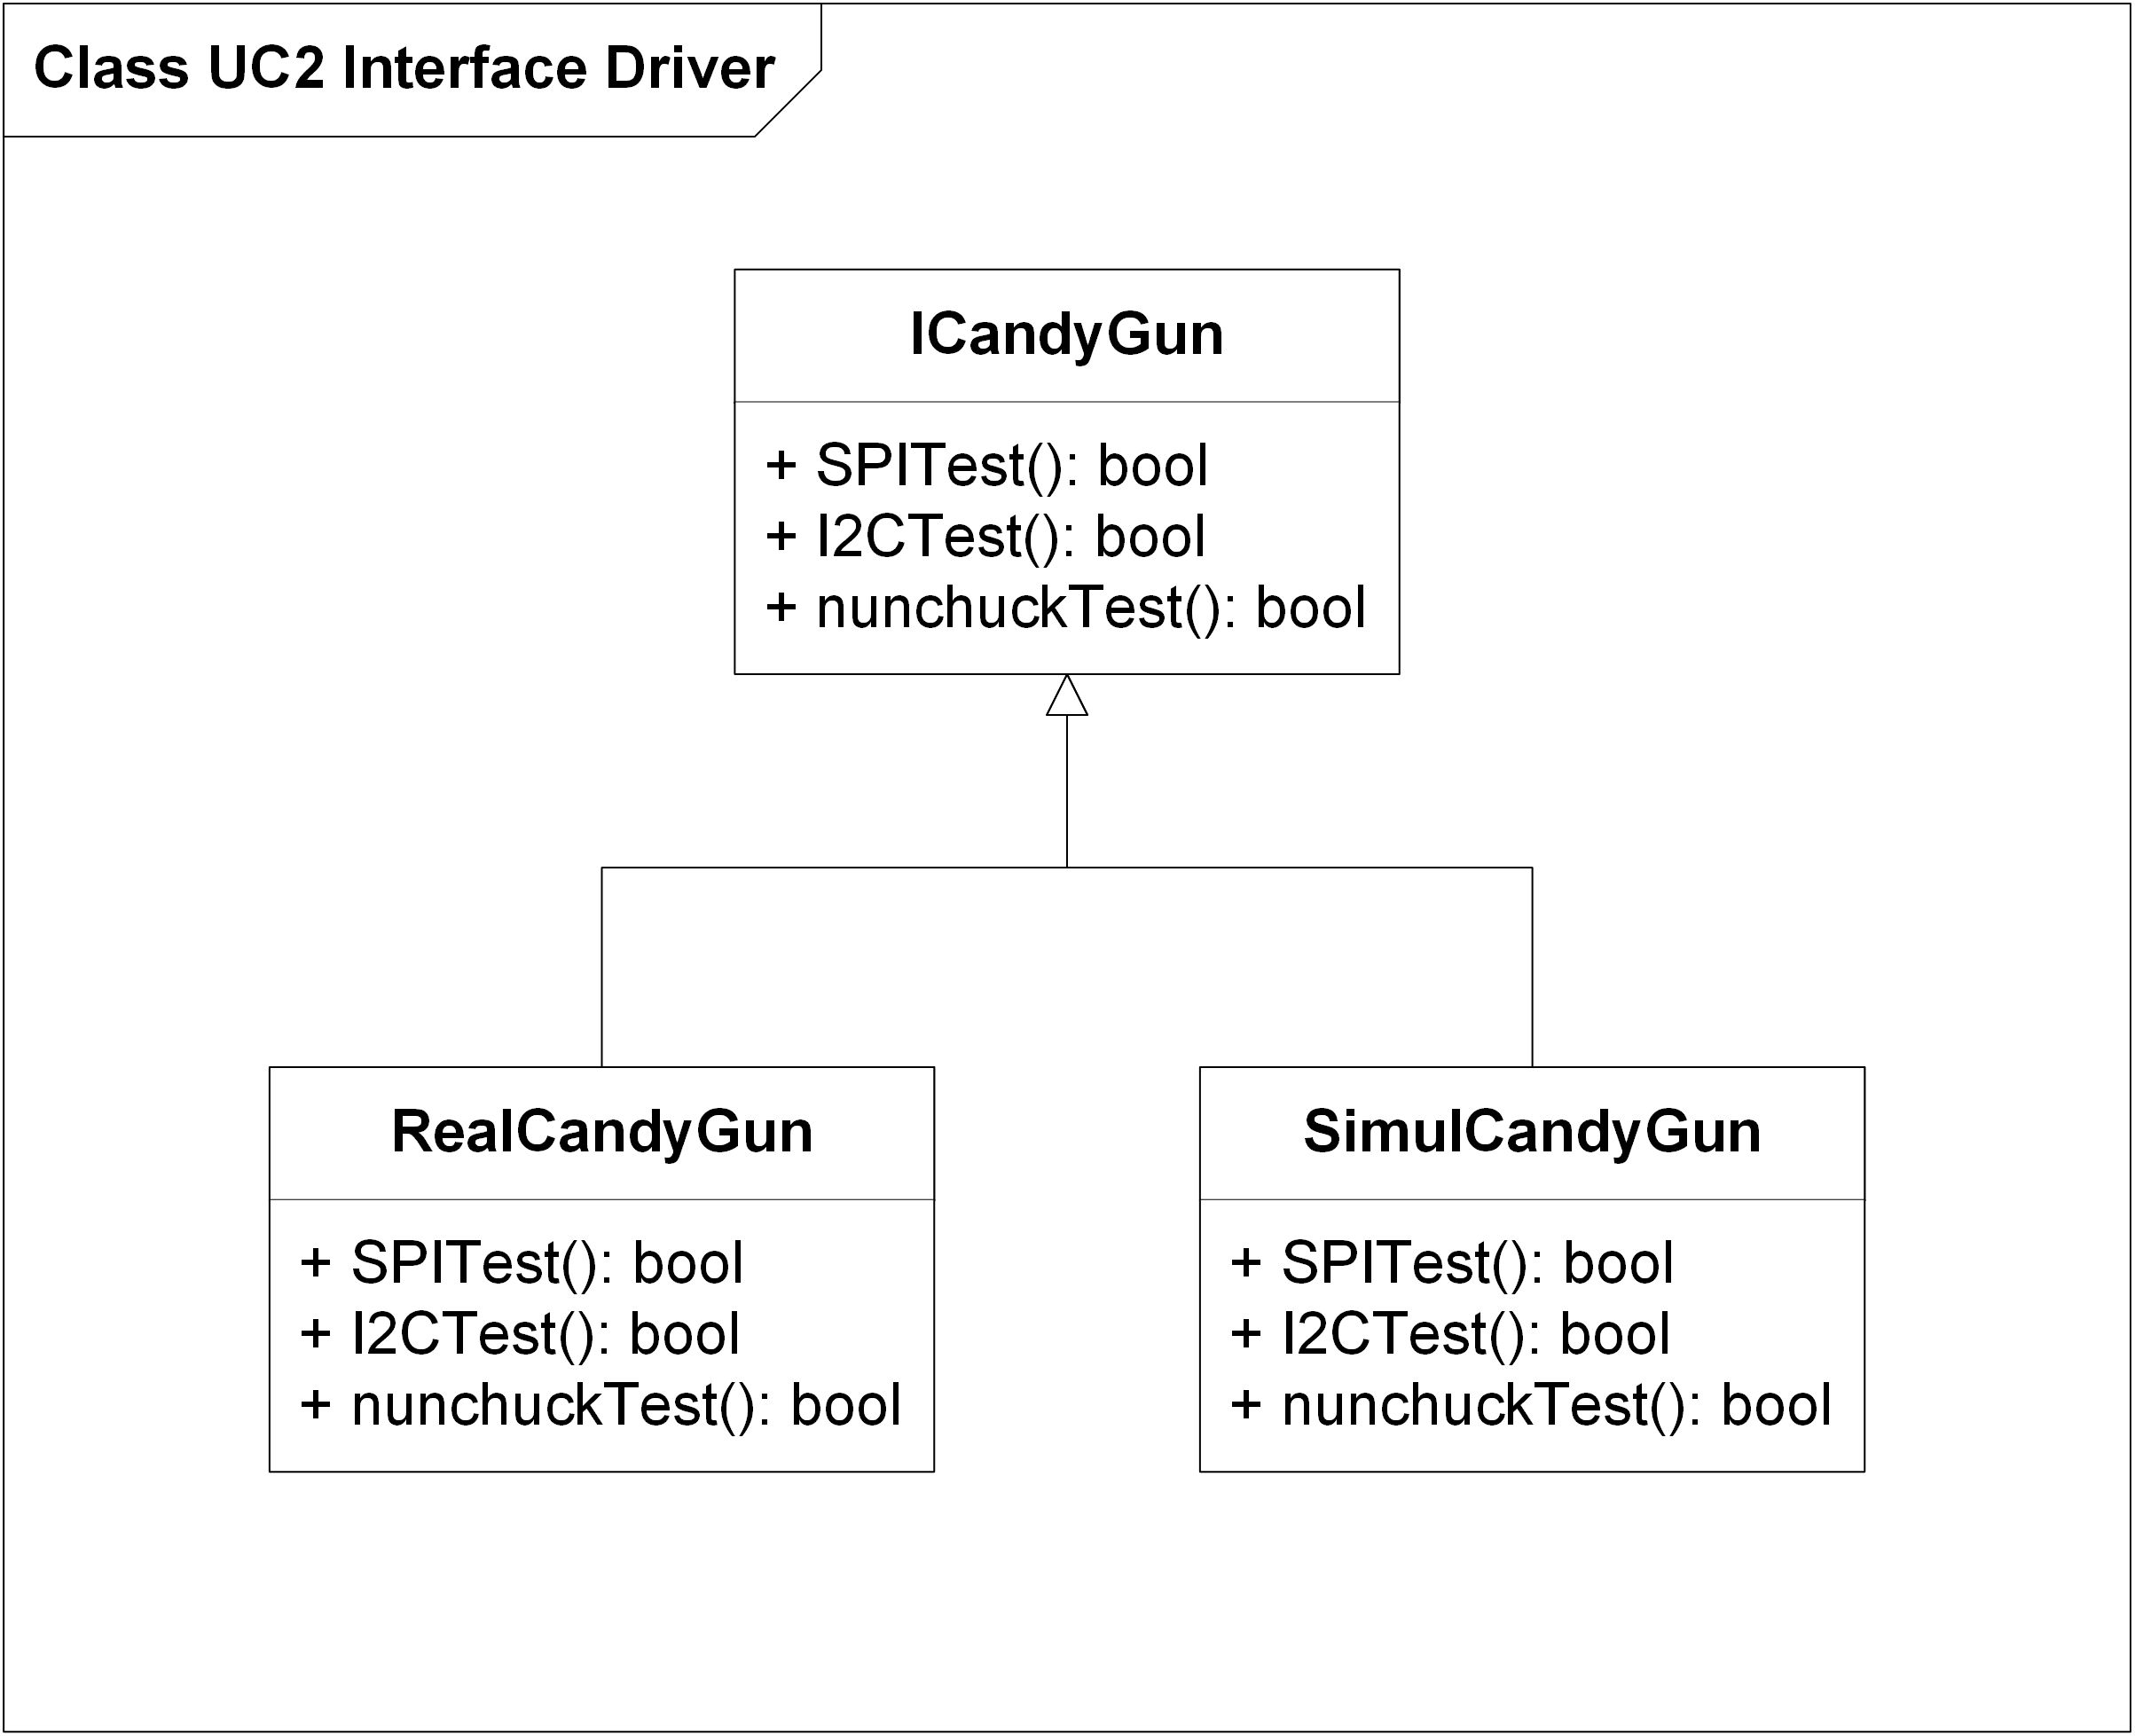 Class UC2 Interface Driver
ICandyGun
+ SPITest(): bool
+ I2CTest(): bool
+ nunchuckTest(): bool
RealCandyGun
+ SPITest(): bool
+ I2CTest(): bool
+ nunchuckTest(): bool
SimulCandyGun
+ SPITest(): bool
+ I2CTest(): bool
+ nunchuckTest(): bool